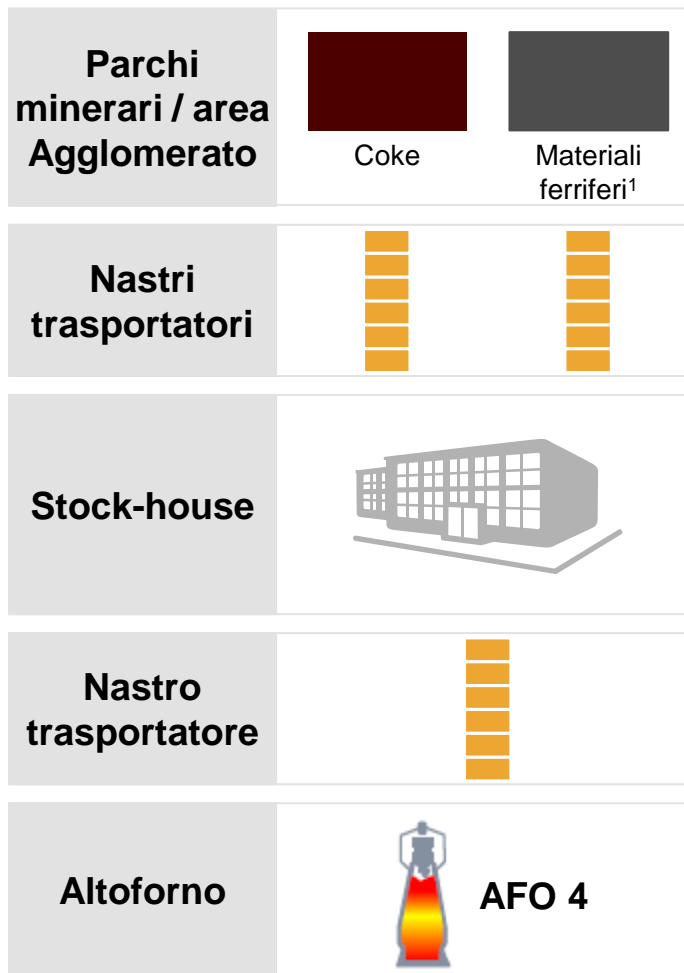 Parchi
minerari / area
Agglomerato
Coke
Materiali
ferriferi¹
Nastri
trasportatori
Stock-house
Nastro
trasportatore
Altoforno
AFO 4